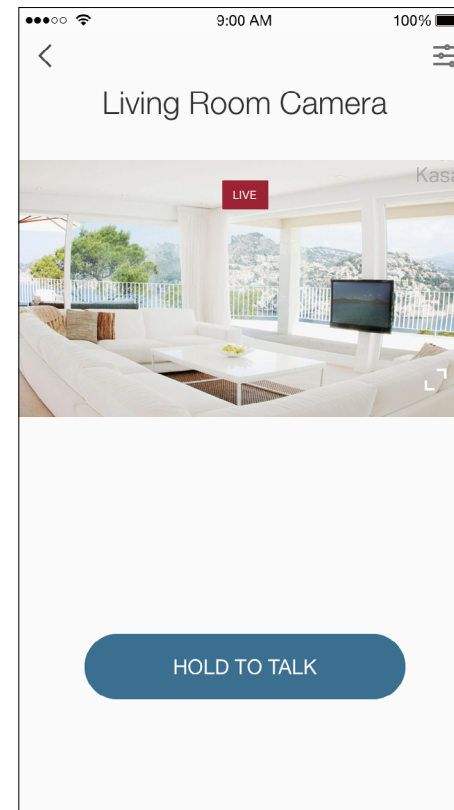 9:00 AM
100%
Living Room Camera
Kasa
LIVE
HOLD TO TALK